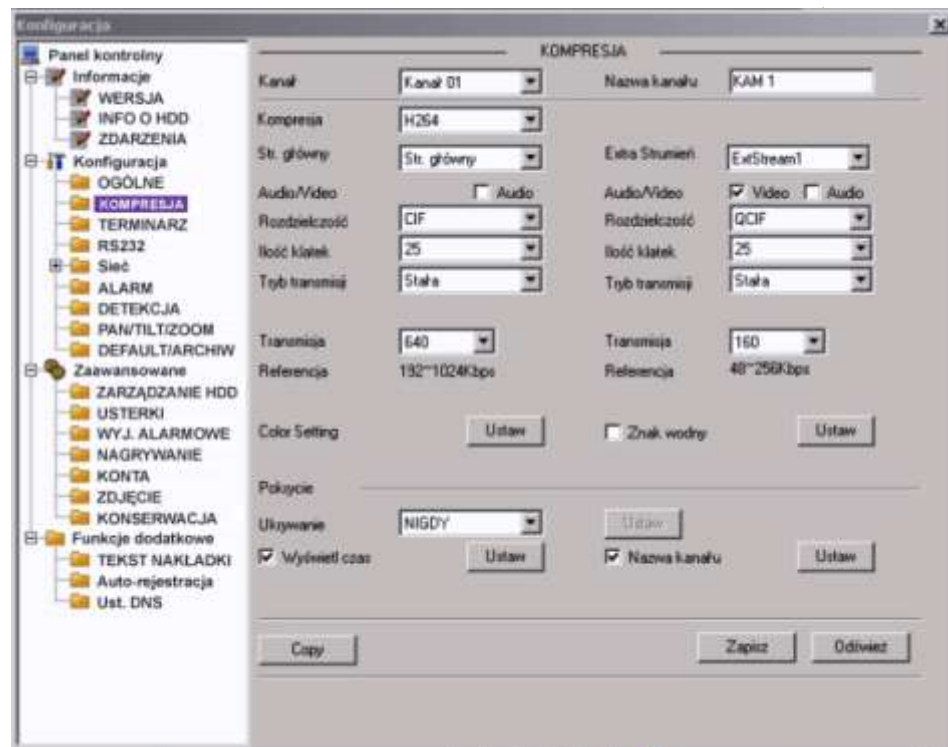 Konfiguracja
Panel kontrolny
Informacje
WERSJA
INFO O HDD
ZDARZENIA
Konfiguracja
OGÓLNE
KOMPRESJA
TERMINARZ
RS232
Sieć
ALARM
DETEKCJA
PAN/TILT/ZOOM
DEFAULT/ARCHIW
Zaawansowane
ZARZĄDZANIE HDD
USTERKI
WYJ. ALARMOWE
NAGRYWANIE
KONTA
ZDJĘCIE
KONSERWACJA
Funkcje dodatkowe
TEKST NAKŁADKI
Auto-rejestracja
Ust. DNS
KOMPRESJA
Kanał Kanał 01 Nazwa kanału KAM 1
Kompresja H264
Str. główny Str. główny Extra Strumień ExtStream1
Audio/Video Audio Audio/Video Video Audio
Rozdzielczość CIF Rozdzielczość QCIF
Ilość klatek 25 Ilość klatek 25
Tryb transmisji Stała Tryb transmisji Stała
Transmisja 640 Transmisja 160
Referencja 192~1024Kbps Referencja 48~256Kbps
Color Setting Ustaw Znak wodny Ustaw
Pokrycie
Ukrywanie NIGDY Ustaw
Wyświetl czas Ustaw Nazwa kanału Ustaw
Copy Zapisz Odśwież